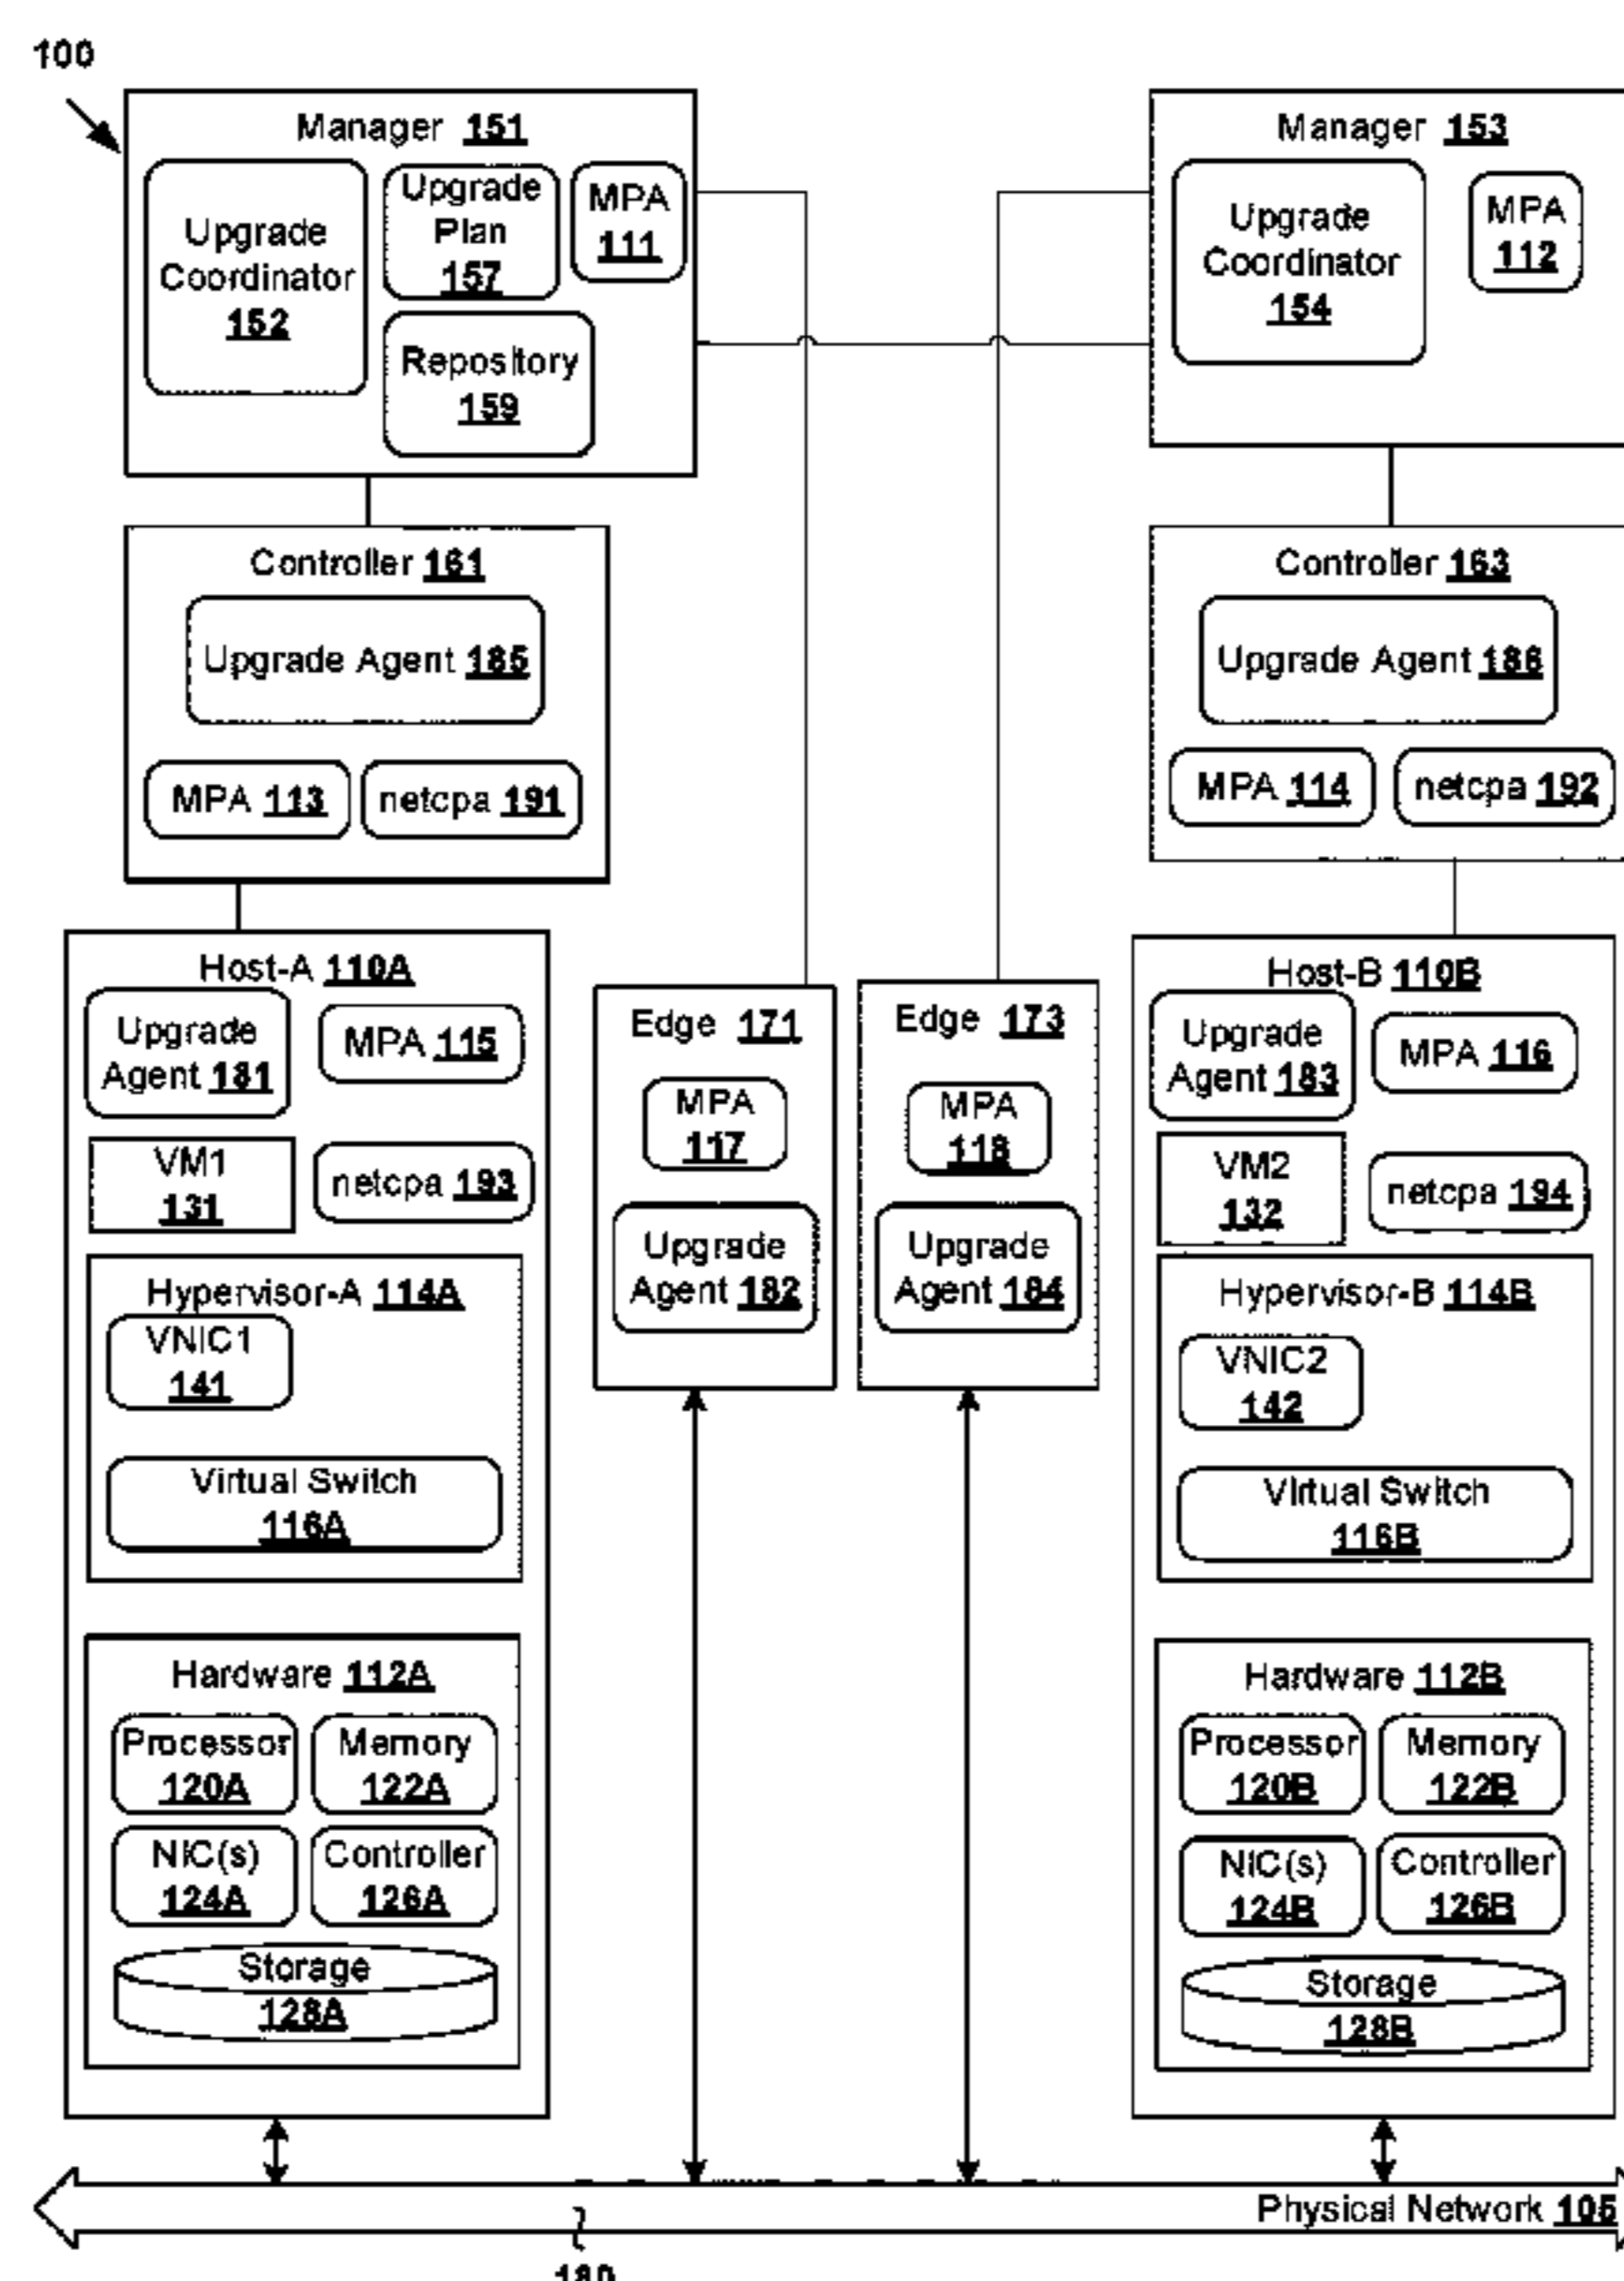 100
Manager 151
Upgrade Coordinator 152
Upgrade Plan 157
MPA 111
Repository 159
Manager 153
Upgrade Coordinator 154
MPA 112
Controller 161
Upgrade Agent 185
MPA 113
netcpa 191
Controller 163
Upgrade Agent 186
MPA 114
netcpa 192
Host-A 110A
Upgrade Agent 181
MPA 115
VM1 131
netcpa 193
Hypervisor-A 114A
VNIC1 141
Virtual Switch 116A
Hardware 112A
Processor 120A
Memory 122A
NIC(s) 124A
Controller 126A
Storage 128A
Edge 171
MPA 117
Upgrade Agent 182
Edge 173
MPA 118
Upgrade Agent 184
Host-B 110B
Upgrade Agent 183
MPA 116
VM2 132
netcpa 194
Hypervisor-B 114B
VNIC2 142
Virtual Switch 116B
Hardware 112B
Processor 120B
Memory 122B
NIC(s) 124B
Controller 126B
Storage 128B
Physical Network 105